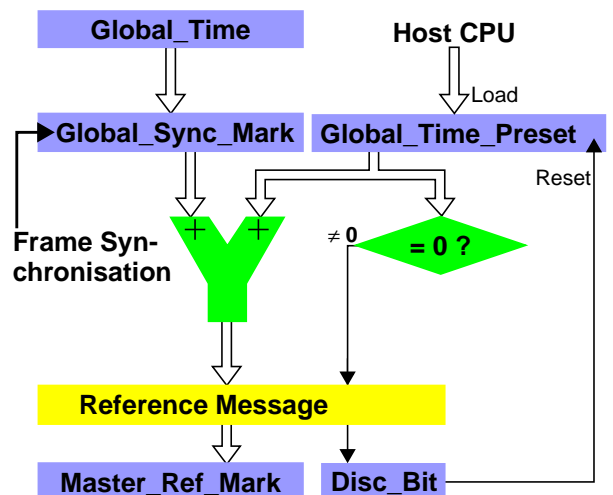 Global_Time
Host CPU
Load
Global_Sync_Mark
Global_Time_Preset
Reset
+
+
Frame Syn-
chronisation
≠ 0
= 0 ?
Reference Message
Master_Ref_Mark
Disc_Bit